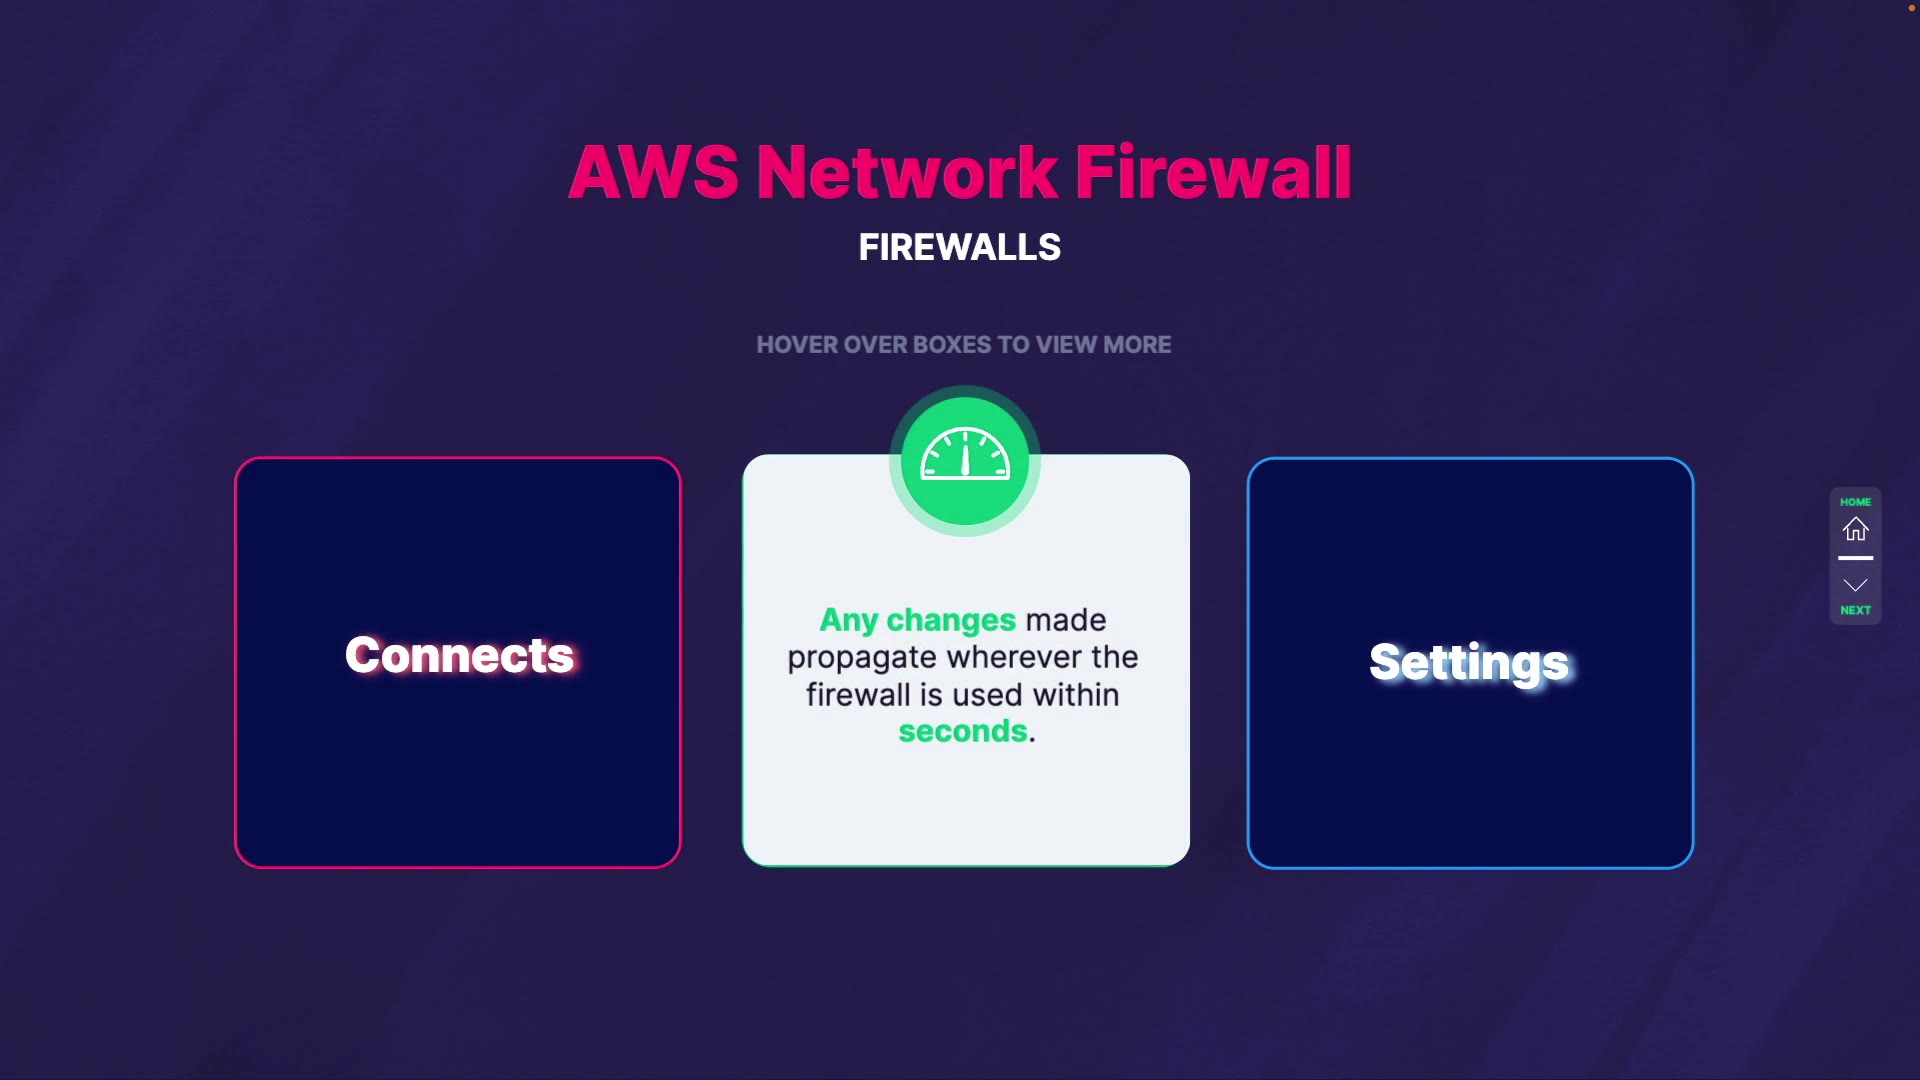 AWS Network Firewall
FIREWALLS
HOVER OVER BOXES TO VIEW MORE
Connects
Any changes made
propagate wherever the
firewall is used within
seconds.
Settings
HOME
NEXT